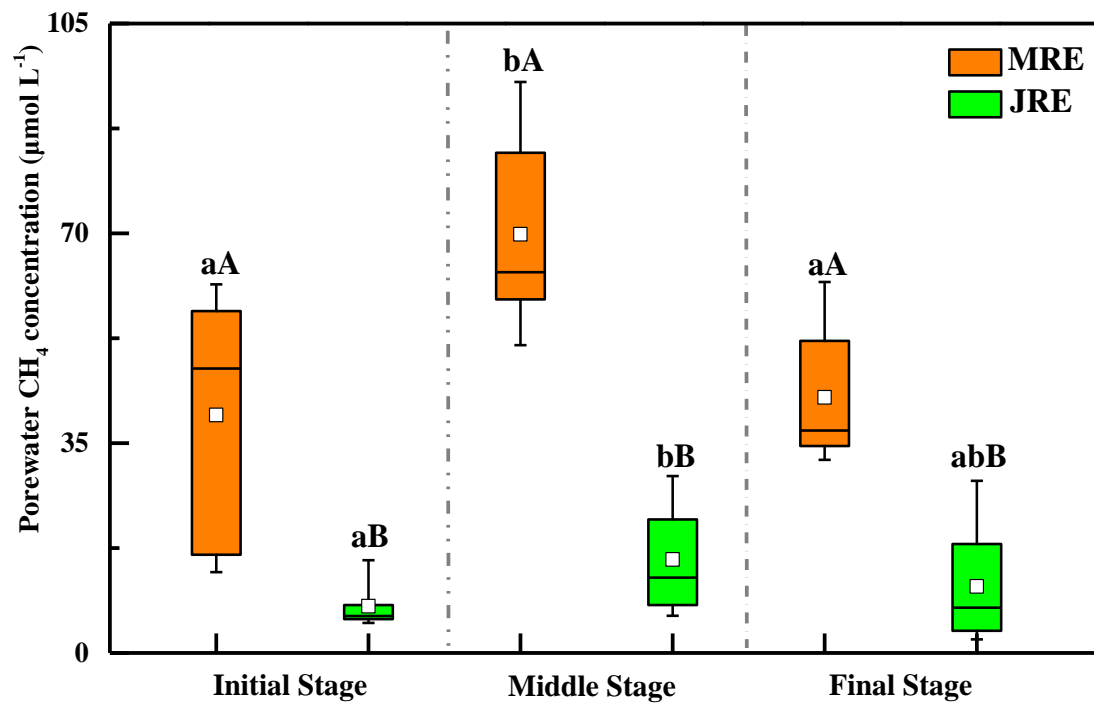 Porewater CH₄ concentration (μmol L⁻¹)
105
70
35
0
MRE
JRE
aA
aB
bA
bB
aA
abB
Initial Stage
Middle Stage
Final Stage